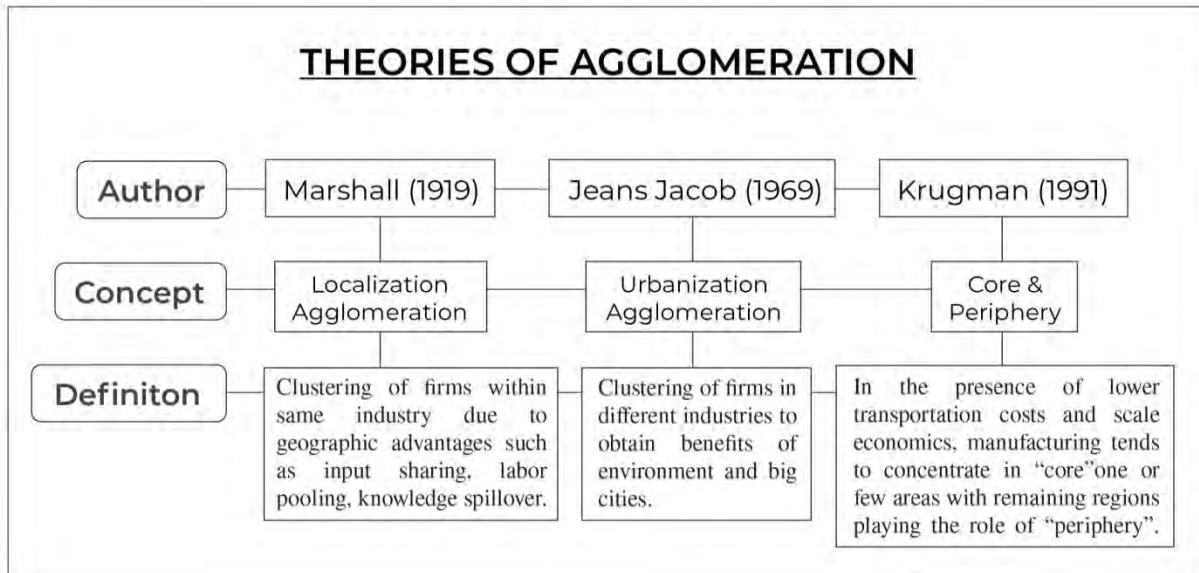 THEORIES OF AGGLOMERATION
Author
Marshall (1919)
Jeans Jacob (1969)
Krugman (1991)
Concept
Localization
Agglomeration
Urbanization
Agglomeration
Core &
Periphery
Definiton
Clustering of firms within
same industry due to
geographic advantages such
as input sharing, labor
pooling, knowledge spillover.
Clustering of firms in
different industries to
obtain benefits of
environment and big
cities.
In the presence of lower
transportation costs and scale
economics, manufacturing tends
to concentrate in “core”one or
few areas with remaining regions
playing the role of “periphery”.